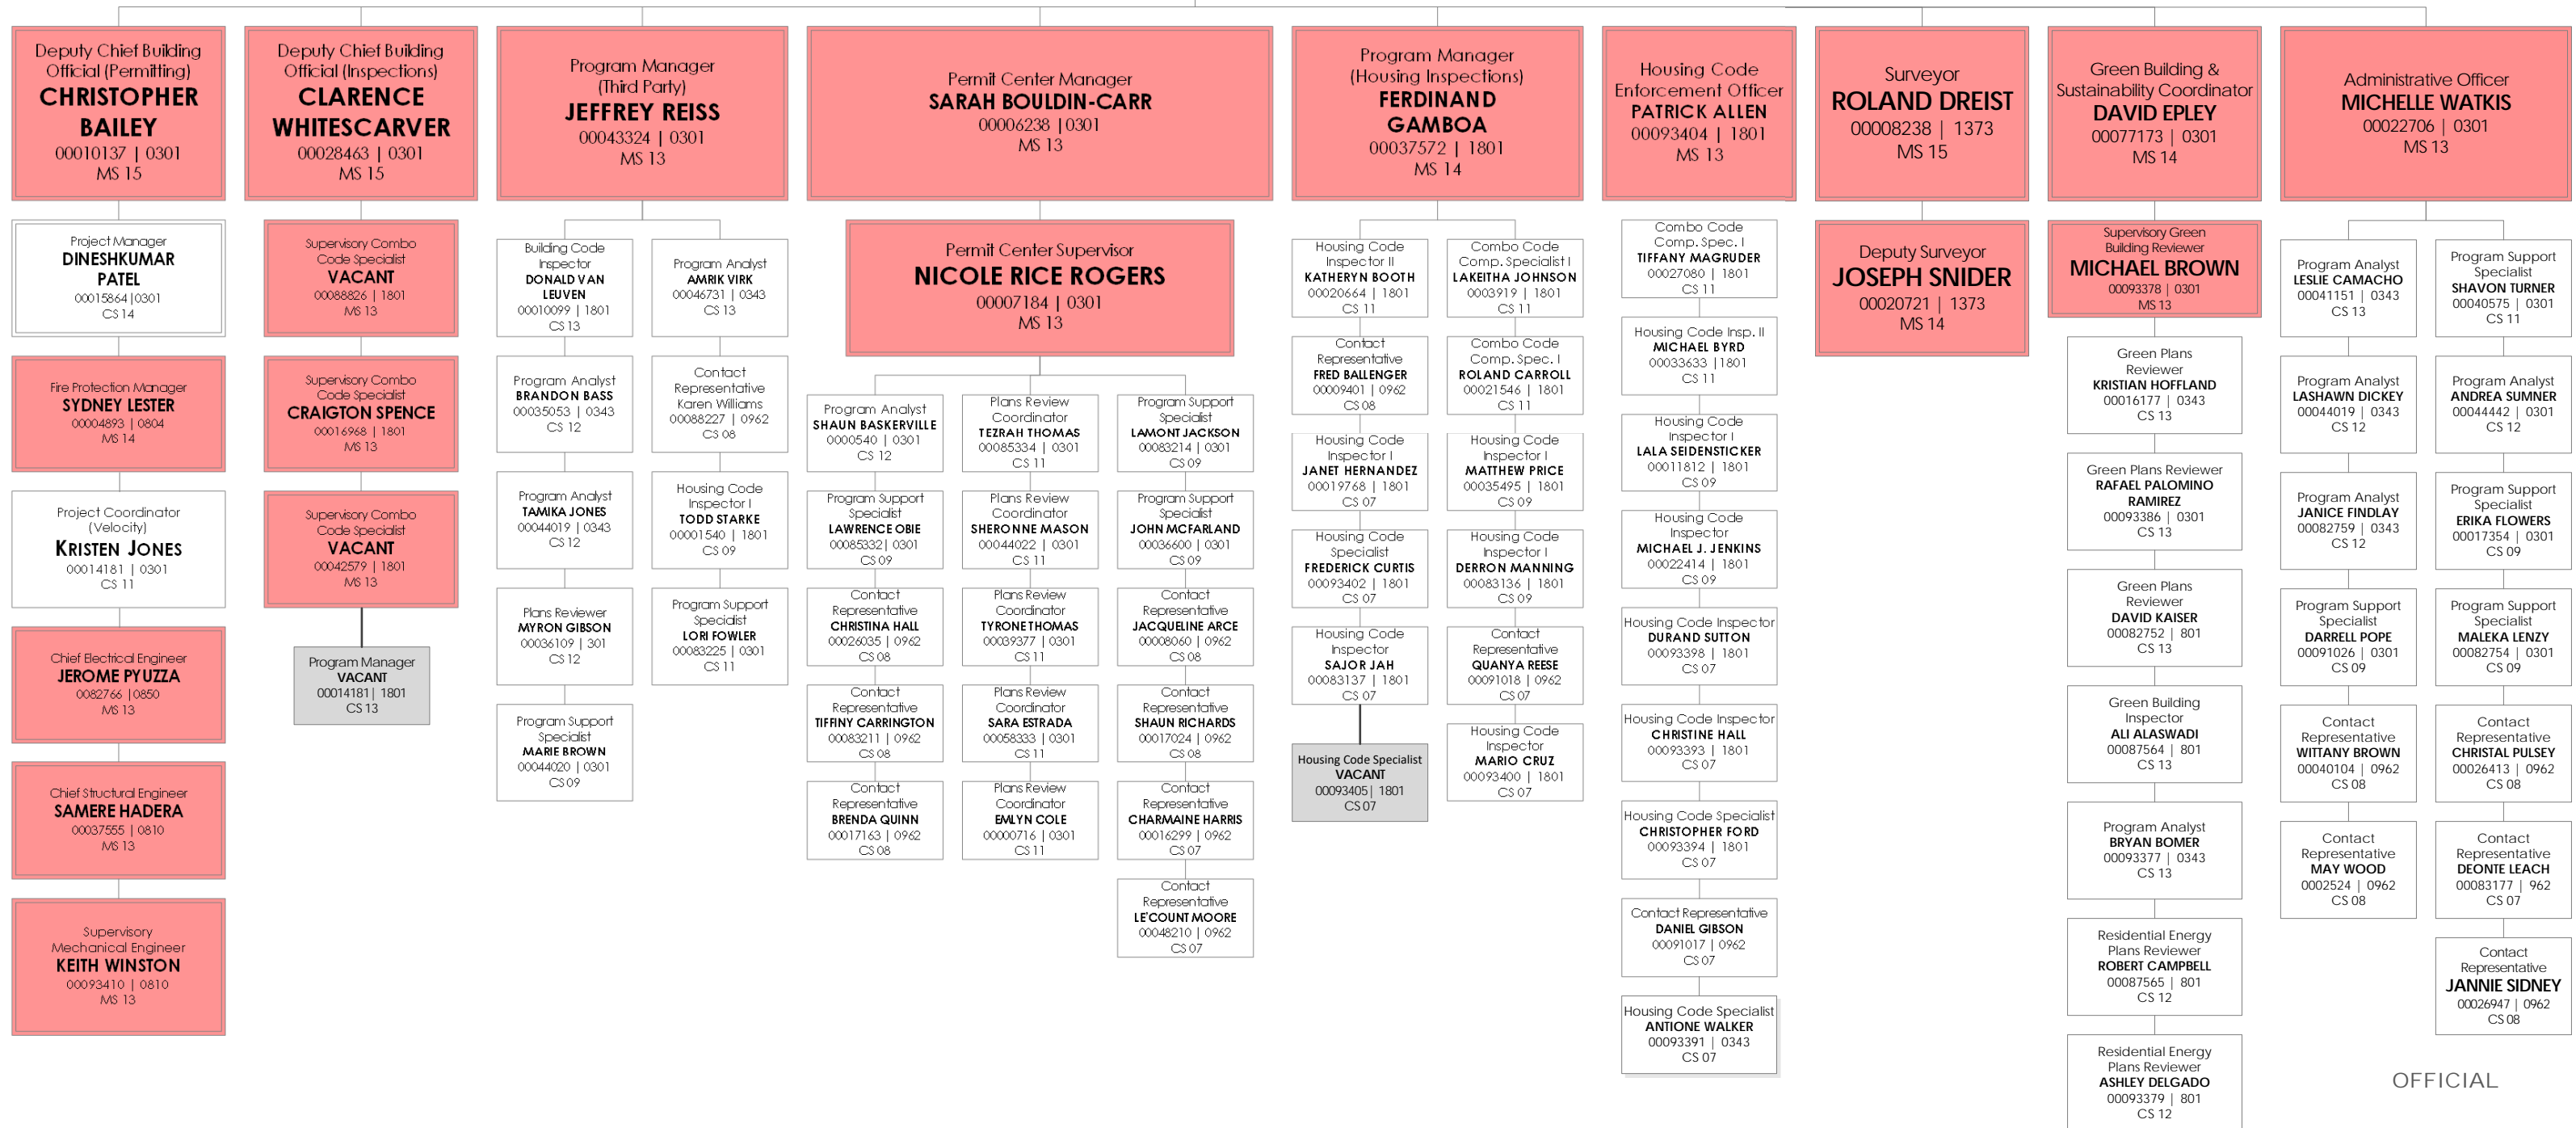 Deputy Chief Building
Official (Permitting)
CHRISTOPHER
BAILEY
00010137 | 0301
MS 15
Project Manager
DINESHKUMAR
PATEL
00015864|0301
CS 14
Fire Protection Manager
SYDNEY LESTER
00004893 | 0804
MS 14
Project Coordinator
(Velocity)
KRISTEN JONES
00014181 | 0301
CS 11
Chief Electrical Engineer
JEROME PYUZZA
0082766 |0850
MS 13
Chief Structural Engineer
SAMERE HADERA
00037555 | 0810
MS 13
Supervisory
Mechanical Engineer
KEITH WINSTON
00093410 | 0810
MS 13
Deputy Chief Building
Official (Inspections)
CLARENCE
WHITESCARVER
00028463 | 0301
MS 15
Supervisory Combo
Code Specialist
VACANT
00088826 | 1801
MS 13
Supervisory Combo
Code Specialist
CRAIGTON SPENCE
00016968 | 1801
MS 13
Supervisory Combo
Code Specialist
VACANT
00042579 | 1801
MS 13
Program Manager
VACANT
00014181| 1801
CS 13
Program Manager
(Third Party)
JEFFREY REISS
00043324 | 0301
MS 13
Building Code
Inspector
DONALD VAN
LEUVEN
00010099 | 1801
CS 13
Program Analyst
BRANDON BASS
00035053 | 0343
CS 12
Program Analyst
TAMIKA JONES
00044019 | 0343
CS 12
Plans Reviewer
MYRON GIBSON
00036109 | 301
CS 12
Program Support
Specialist
MARIE BROWN
00044020 | 0301
CS 09
Program Analyst
AMRIK VIRK
00046731 | 0343
CS 13
Contact
Representative
Karen Williams
00088227 | 0962
CS 08
Housing Code
Inspector I
TODD STARKE
00001540 | 1801
CS 09
Program Support
Specialist
LORI FOWLER
00083225 | 0301
CS 11
Permit Center Manager
SARAH BOULDIN-CARR
00006238 |0301
MS 13
Permit Center Supervisor
NICOLE RICE ROGERS
00007184 | 0301
MS 13
Program Analyst
SHAUN BASKERVILLE
0000540 | 0301
CS 12
Program Support
Specialist
LAWRENCE OBIE
00085332| 0301
CS 09
Contact
Representative
CHRISTINA HALL
00026035 | 0962
CS 08
Contact
Representative
TIFFINY CARRINGTON
00083211 | 0962
CS 08
Contact
Representative
BRENDA QUINN
00017163 | 0962
CS 08
Plans Review
Coordinator
TEZRAH THOMAS
00085334 | 0301
CS 11
Plans Review
Coordinator
SHERONNE MASON
00044022 | 0301
CS 11
Plans Review
Coordinator
TYRONE THOMAS
00039377 | 0301
CS 11
Plans Review
Coordinator
SARA ESTRADA
00058333 | 0301
CS 11
Plans Review
Coordinator
EMLYN COLE
00000716 | 0301
CS 11
Program Support
Specialist
LAMONT JACKSON
00083214 | 0301
CS 09
Program Support
Specialist
JOHN MCFARLAND
00036600 | 0301
CS 09
Contact
Representative
JACQUELINE ARCE
00008060 | 0962
CS 08
Contact
Representative
SHAUN RICHARDS
00017024 | 0962
CS 08
Contact
Representative
CHARMAINE HARRIS
00016299 | 0962
CS 07
Contact
Representative
LE'COUNT MOORE
00048210 | 0962
CS 07
Program Manager
(Housing Inspections)
FERDINAND
GAMBOA
00037572 | 1801
MS 14
Housing Code
Inspector II
KATHERYN BOOTH
00020664 | 1801
CS 11
Contact
Representative
FRED BALLENGER
00009401 | 0962
CS 08
Housing Code
Inspector I
JANET HERNANDEZ
00019768 | 1801
CS 07
Housing Code
Specialist
FREDERICK CURTIS
00093402 | 1801
CS 07
Housing Code
Inspector
SAJOR JAH
00083137 | 1801
CS 07
Housing Code Specialist
VACANT
00093405| 1801
CS 07
Combo Code
Comp. Specialist I
LAKEITHA JOHNSON
0003919 | 1801
CS 11
Combo Code
Comp. Spec. I
ROLAND CARROLL
00021546 | 1801
CS 11
Housing Code
Inspector I
MATTHEW PRICE
00035495 | 1801
CS 09
Housing Code
Inspector I
DERRON MANNING
00083136 | 1801
CS 09
Contact
Representative
QUANYA REESE
00091018 | 0962
CS 07
Housing Code
Inspector
MARIO CRUZ
00093400 | 1801
CS 07
Housing Code
Enforcement Officer
PATRICK ALLEN
00093404 | 1801
MS 13
Combo Code
Comp. Spec. I
TIFFANY MAGRUDER
00027080 | 1801
CS 11
Housing Code Insp. II
MICHAEL BYRD
00033633 |1801
CS 11
Housing Code
Inspector I
LALA SEIDENSTICKER
00011812 | 1801
CS 09
Housing Code
Inspector
MICHAEL J. JENKINS
00022414 | 1801
CS 09
Housing Code Inspector
DURAND SUTTON
00093398 | 1801
CS 07
Housing Code Inspector
CHRISTINE HALL
00093393 | 1801
CS 07
Housing Code Specialist
CHRISTOPHER FORD
00093394 | 1801
CS 07
Contact Representative
DANIEL GIBSON
00091017 | 0962
CS 07
Housing Code Specialist
ANTIONE WALKER
00093391 | 0343
CS 07
Surveyor
ROLAND DREIST
00008238 | 1373
MS 15
Deputy Surveyor
JOSEPH SNIDER
00020721 | 1373
MS 14
Green Building &
Sustainability Coordinator
DAVID EPLEY
00077173 | 0301
MS 14
Supervisory Green
Building Reviewer
MICHAEL BROWN
00093378 | 0301
MS 13
Green Plans
Reviewer
KRISTIAN HOFFLAND
00016177 | 0343
CS 13
Green Plans Reviewer
RAFAEL PALOMINO
RAMIREZ
00093386 | 0301
CS 13
Green Plans
Reviewer
DAVID KAISER
00082752 | 801
CS 13
Green Building
Inspector
ALI ALASWADI
00087564 | 801
CS 13
Program Analyst
BRYAN BOMER
00093377 | 0343
CS 13
Residential Energy
Plans Reviewer
ROBERT CAMPBELL
00087565 | 801
CS 12
Residential Energy
Plans Reviewer
ASHLEY DELGADO
00093379 | 801
CS 12
Administrative Officer
MICHELLE WATKIS
00022706 | 0301
MS 13
Program Analyst
LESLIE CAMACHO
00041151 | 0343
CS 13
Program Analyst
LASHAWN DICKEY
00044019 | 0343
CS 12
Program Analyst
JANICE FINDLAY
00082759 | 0343
CS 12
Program Support
Specialist
DARRELL POPE
00091026 | 0301
CS 09
Contact
Representative
WITTANY BROWN
00040104 | 0962
CS 08
Contact
Representative
MAY WOOD
0002524 | 0962
CS 08
Program Support
Specialist
SHAVON TURNER
00040575 | 0301
CS 11
Program Analyst
ANDREA SUMNER
00044442 | 0301
CS 12
Program Support
Specialist
ERIKA FLOWERS
00017354 | 0301
CS 09
Program Support
Specialist
MALEKA LENZY
00082754 | 0301
CS 09
Contact
Representative
CHRISTAL PULSEY
00026413 | 0962
CS 08
Contact
Representative
DEONTE LEACH
00083177 | 962
CS 07
Contact
Representative
JANNIE SIDNEY
00026947 | 0962
CS 08
OFFICIAL